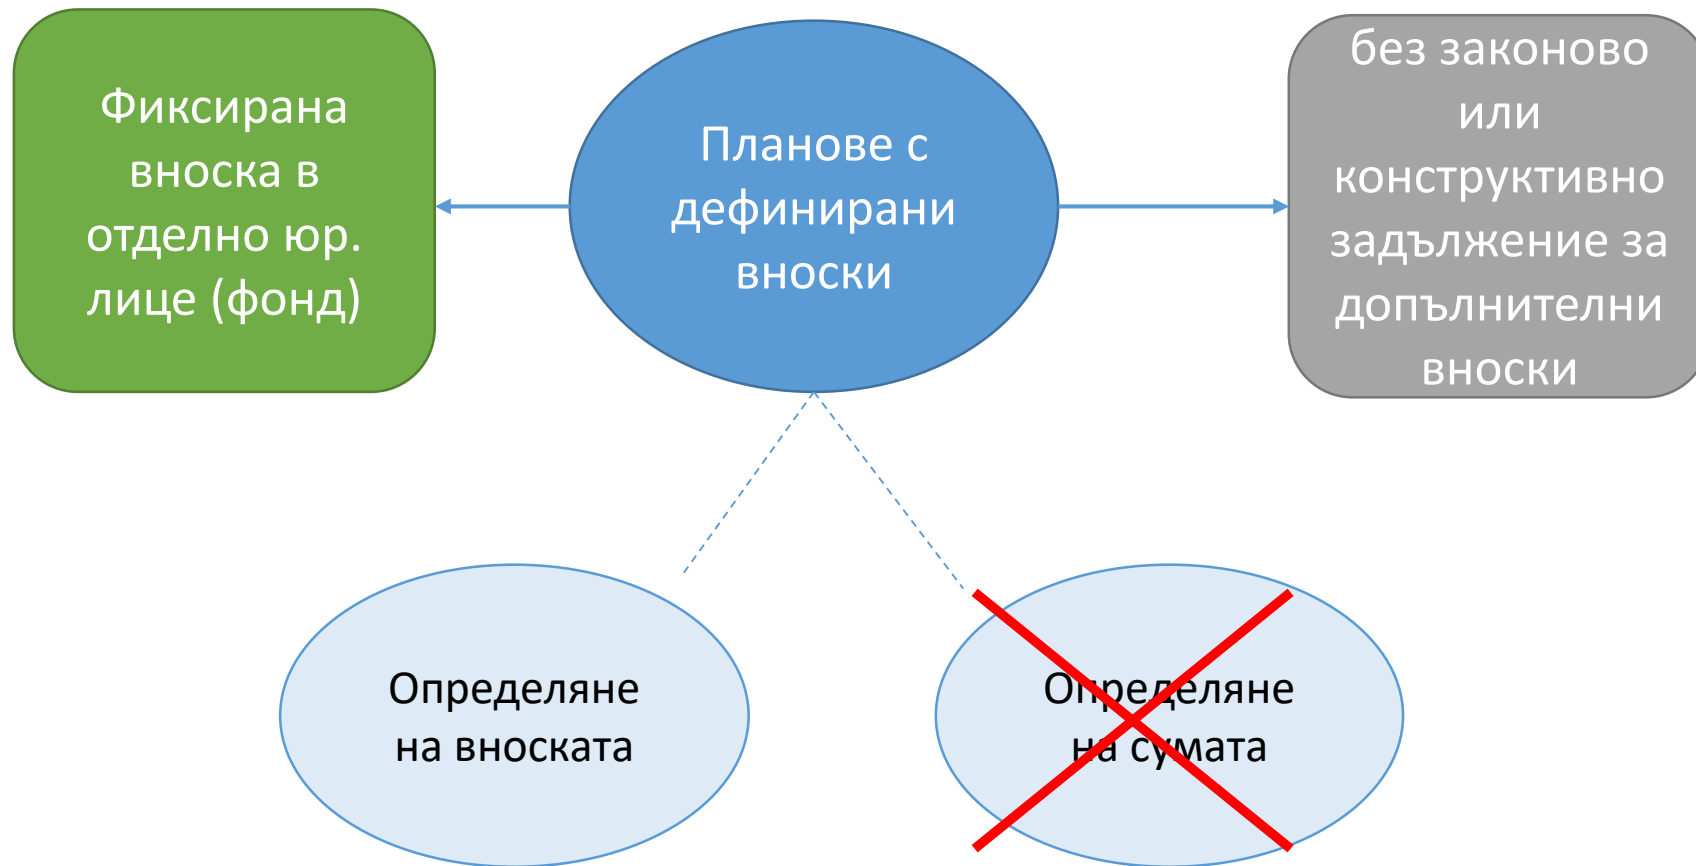 Фиксирана
вноска в
отделно юр.
лице (фонд)
Планове с
дефинирани
вноски
без законово
или
конструктивно
задължение за
допълнителни
вноски
Определяне
на вноската
Определяне
на сумата